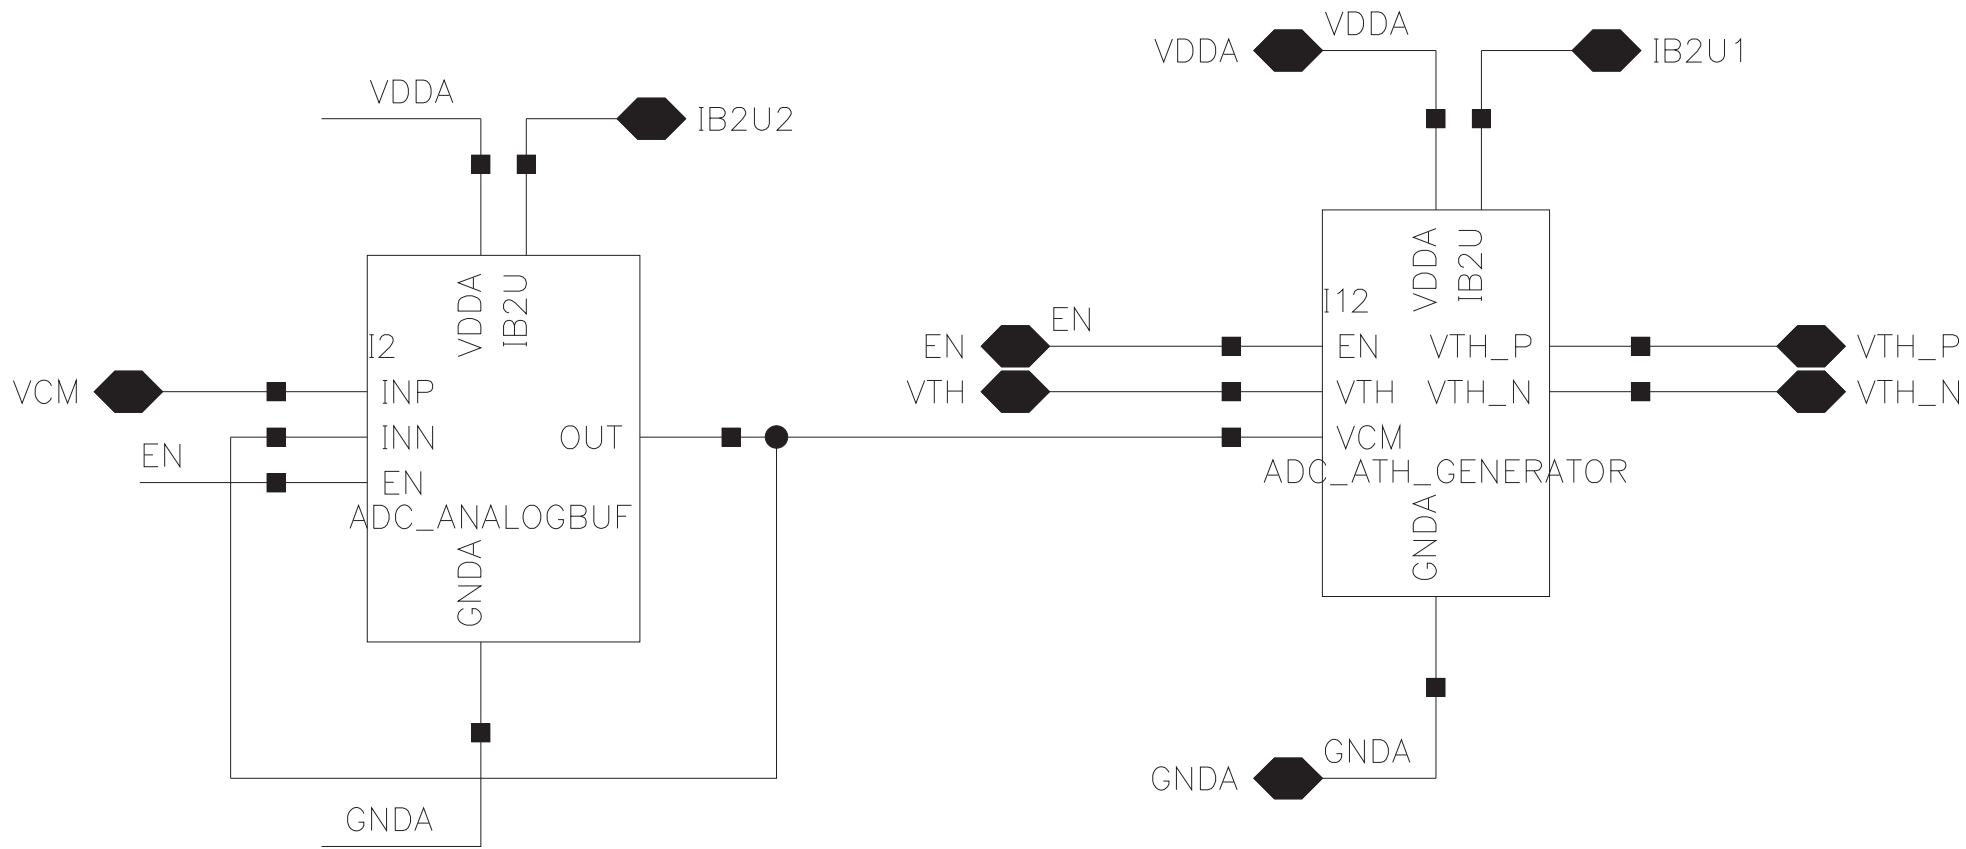 VDDA
VDDA
IB2U1
VDDA
IB2U2
VDDA
IB2U
I12
EN
EN
EN
VTH_P
VTH_P
VTH
VTH
VTH_N
VTH_N
VCM
ADC_ATH_GENERATOR
GNDA
GNDA
GNDA
VDDA
IB2U
I2
VCM
INP
INN
OUT
EN
EN
ADC_ANALOGBUF
GNDA
GNDA